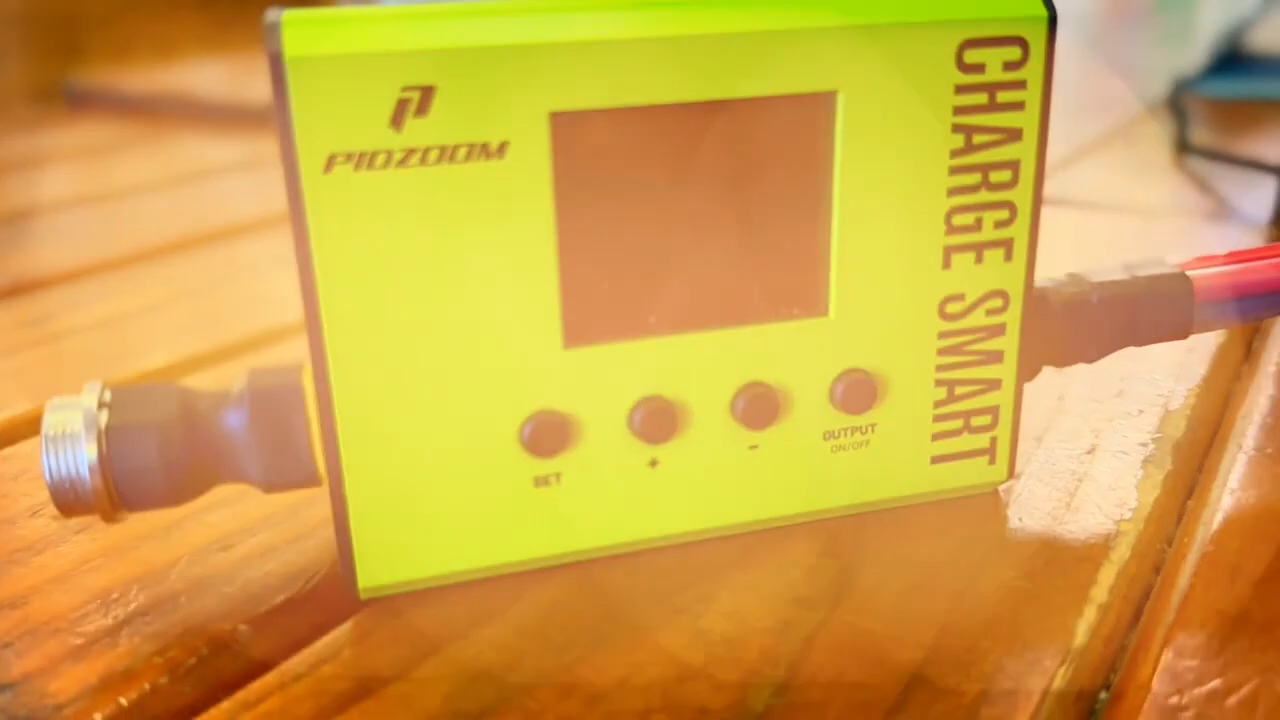 PIDZOOM
CHARGE SMART
SET
+
-
OUTPUT
ON/OFF